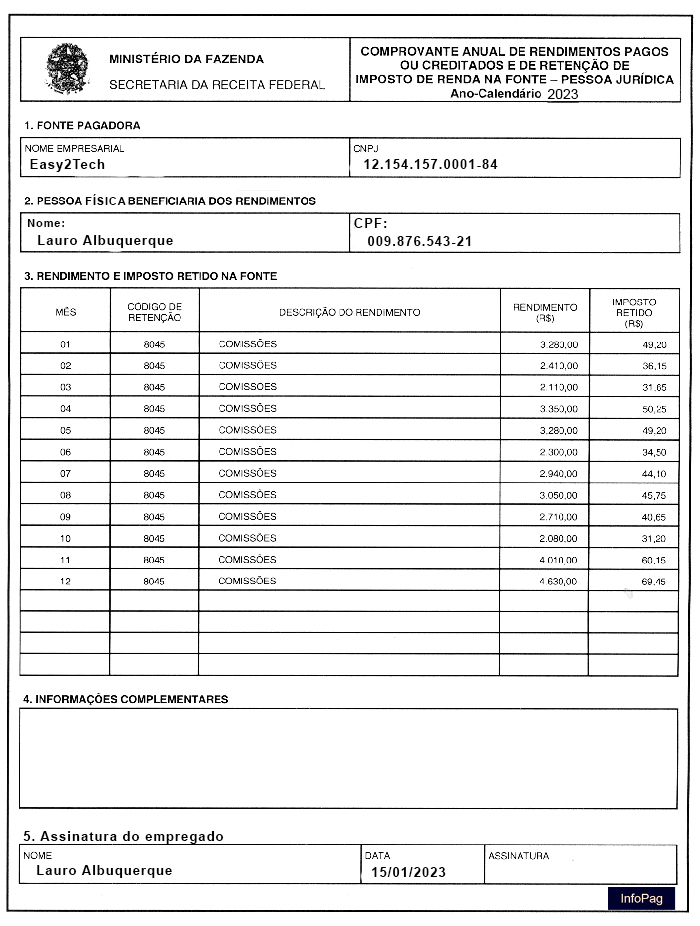 MINISTÉRIO DA FAZENDA
SECRETARIA DA RECEITA FEDERAL
COMPROVANTE ANUAL DE RENDIMENTOS PAGOS
OU CREDITADOS E DE RETENÇÃO DE
IMPOSTO DE RENDA NA FONTE – PESSOA JURÍDICA
Ano-Calendário 2023
1. FONTE PAGADORA
NOME EMPRESARIAL
Easy2Tech
CNPJ
12.154.157.0001-84
2. PESSOA FÍSICA BENEFICIARIA DOS RENDIMENTOS
Nome:
Lauro Albuquerque
CPF:
009.876.543-21
3. RENDIMENTO E IMPOSTO RETIDO NA FONTE
MÊS CÓDIGO DE RETENÇÃO DESCRIÇÃO DO RENDIMENTO RENDIMENTO (R$) IMPOSTO RETIDO (R$)
01 8045 COMISSÕES 3.280,00 49,20
02 8045 COMISSÕES 2.410,00 36,15
03 8045 COMISSÕES 2.110,00 31,65
04 8045 COMISSÕES 3.350,00 50,25
05 8045 COMISSÕES 3.280,00 49,20
06 8045 COMISSÕES 2.300,00 34,50
07 8045 COMISSÕES 2.940,00 44,10
08 8045 COMISSÕES 3.050,00 45,75
09 8045 COMISSÕES 2.710,00 40,65
10 8045 COMISSÕES 2.080,00 31,20
11 8045 COMISSÕES 4.010,00 60,15
12 8045 COMISSÕES 4.630,00 69,45
4. INFORMAÇÕES COMPLEMENTARES
5. Assinatura do empregado
NOME
Lauro Albuquerque
DATA
15/01/2023
ASSINATURA
InfoPag